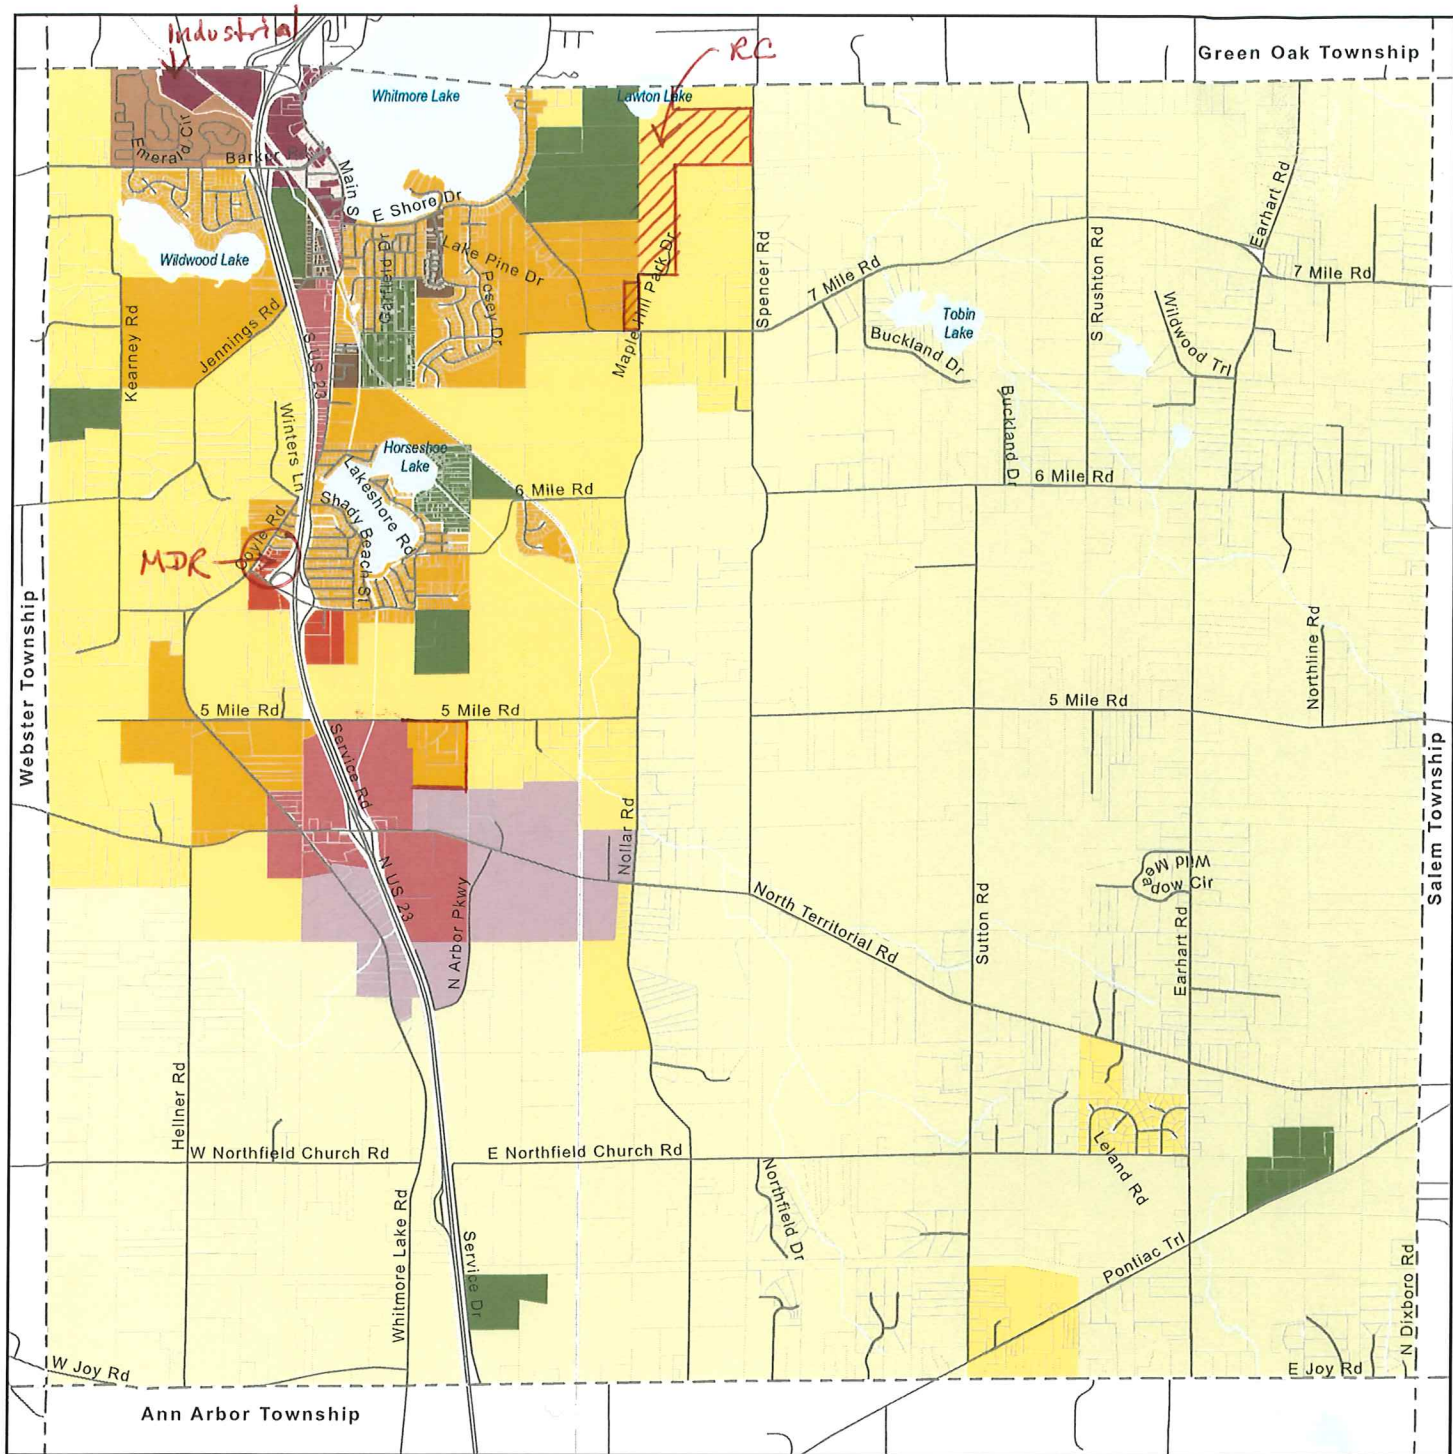 Industrial
RC
Green Oak Township
Whitmore Lake
Lawton Lake
Emerald Cir
Main S
E Shore Dr
Wildwood Lake
Lake Pine Dr
Posey Dr
Garfield Dr
Maple Hill Park Dr
Spencer Rd
7 Mile Rd
S Rushton Rd
Earhart Rd
7 Mile Rd
Kearney Rd
Jennings Rd
S US 23
Tobin
Lake
Buckland Dr
Wildwood Trl
Winters Ln
Horseshoe
Lake
Buckland Dr
Lakeshore Rd
6 Mile Rd
6 Mile Rd
Shady Beach St
MDR
Webster Township
Northline Rd
5 Mile Rd
5 Mile Rd
5 Mile Rd
Service Rd
Salem Township
Nollar Rd
N US 23
N Arbor Pkwy
North Territorial Rd
Sutton Rd
Wild Mea
dow Cir
Earhart Rd
Hellner Rd
W Northfield Church Rd
E Northfield Church Rd
Leland Rd
Northfield Dr
Whitmore Lake Rd
Service Dr
Pontiac Trl
N Dixboro Rd
W Joy Rd
E Joy Rd
Ann Arbor Township